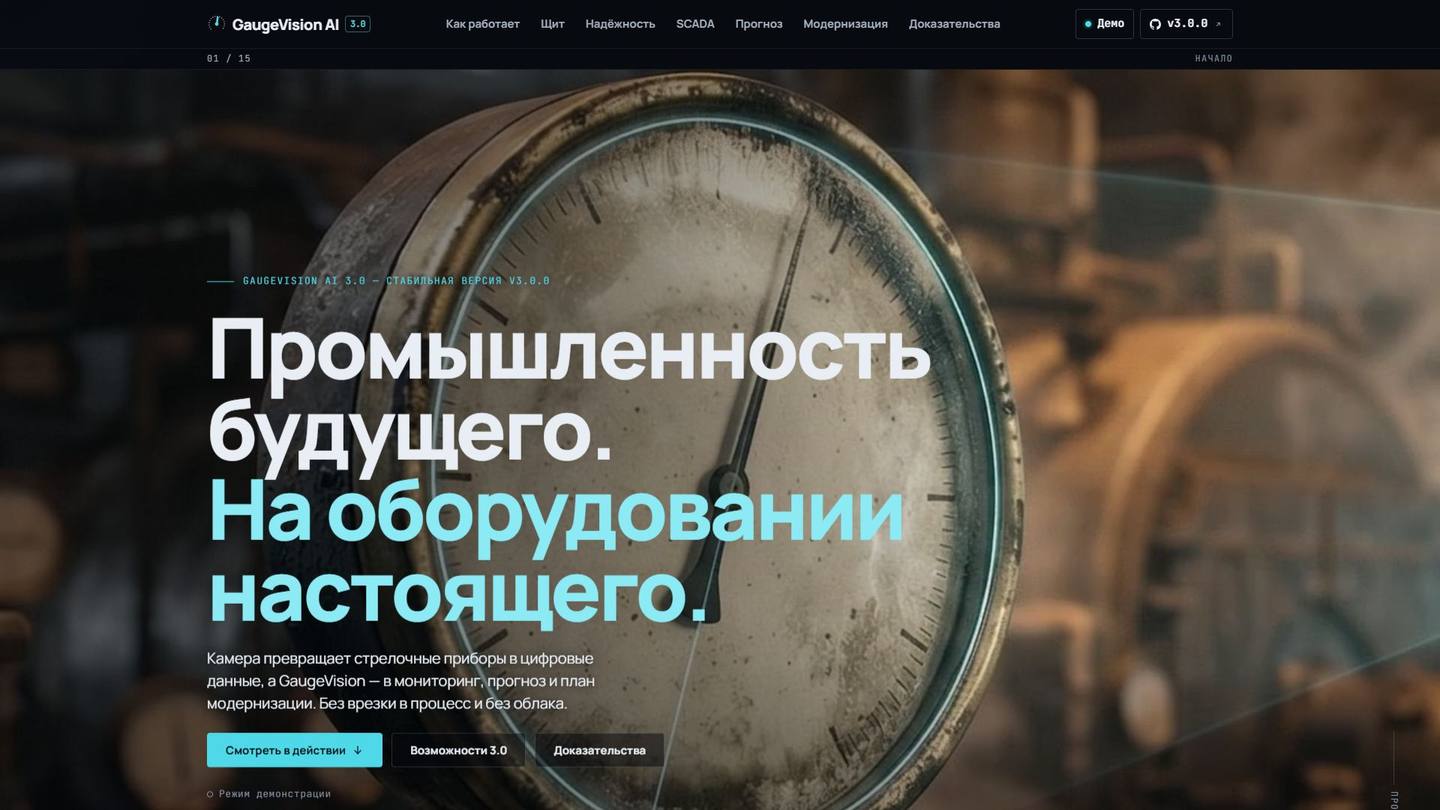 GaugeVision AI 3.0
Как работает Щит Надёжность SCADA Прогноз Модернизация Доказательства
Демо
v3.0.0 ↗
01 / 15
НАЧАЛО
GAUGEVISION AI 3.0 — СТАБИЛЬНАЯ ВЕРСИЯ V3.0.0
Промышленность
будущего.
На оборудовании
настоящего.
Камера превращает стрелочные приборы в цифровые
данные, а GaugeVision — в мониторинг, прогноз и план
модернизации. Без врезки в процесс и без облака.
Смотреть в действии ↓
Возможности 3.0
Доказательства
Режим демонстрации